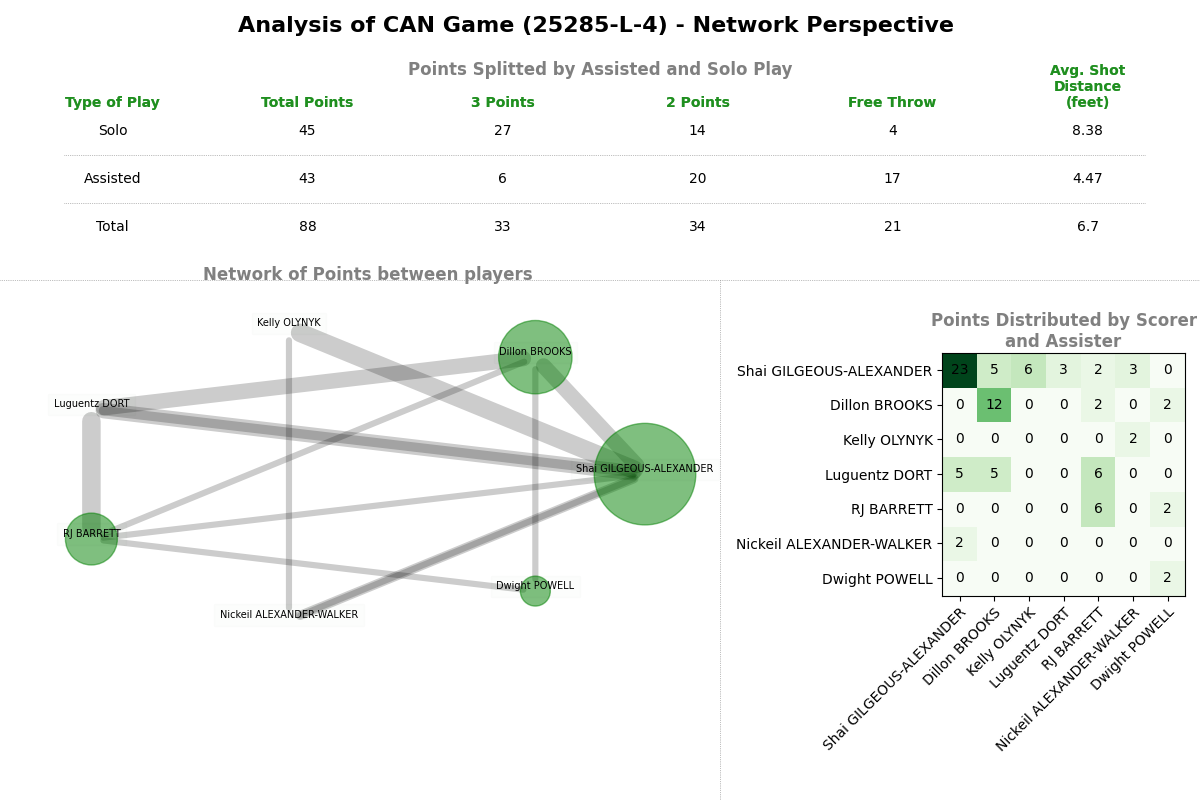 Analysis of CAN Game (25285-L-4) - Network Perspective
Points Splitted by Assisted and Solo Play
Type of Play Total Points 3 Points 2 Points Free Throw Avg. Shot
Distance
(feet)
Solo 45 27 14 4 8.38
Assisted 43 6 20 17 4.47
Total 88 33 34 21 6.7
Network of Points between players
Kelly OLYNYK
Dillon BROOKS
Luguentz DORT
Shai GILGEOUS-ALEXANDER
RJ BARRETT
Dwight POWELL
Nickeil ALEXANDER-WALKER
Points Distributed by Scorer
and Assister
Shai GILGEOUS-ALEXANDER 23 5 6 3 2 3 0
Dillon BROOKS 0 12 0 0 2 0 2
Kelly OLYNYK 0 0 0 0 0 2 0
Luguentz DORT 5 5 0 0 6 0 0
RJ BARRETT 0 0 0 0 6 0 2
Nickeil ALEXANDER-WALKER 2 0 0 0 0 0 0
Dwight POWELL 0 0 0 0 0 0 2
Shai GILGEOUS-ALEXANDER
Dillon BROOKS
Kelly OLYNYK
Luguentz DORT
RJ BARRETT
Nickeil ALEXANDER-WALKER
Dwight POWELL